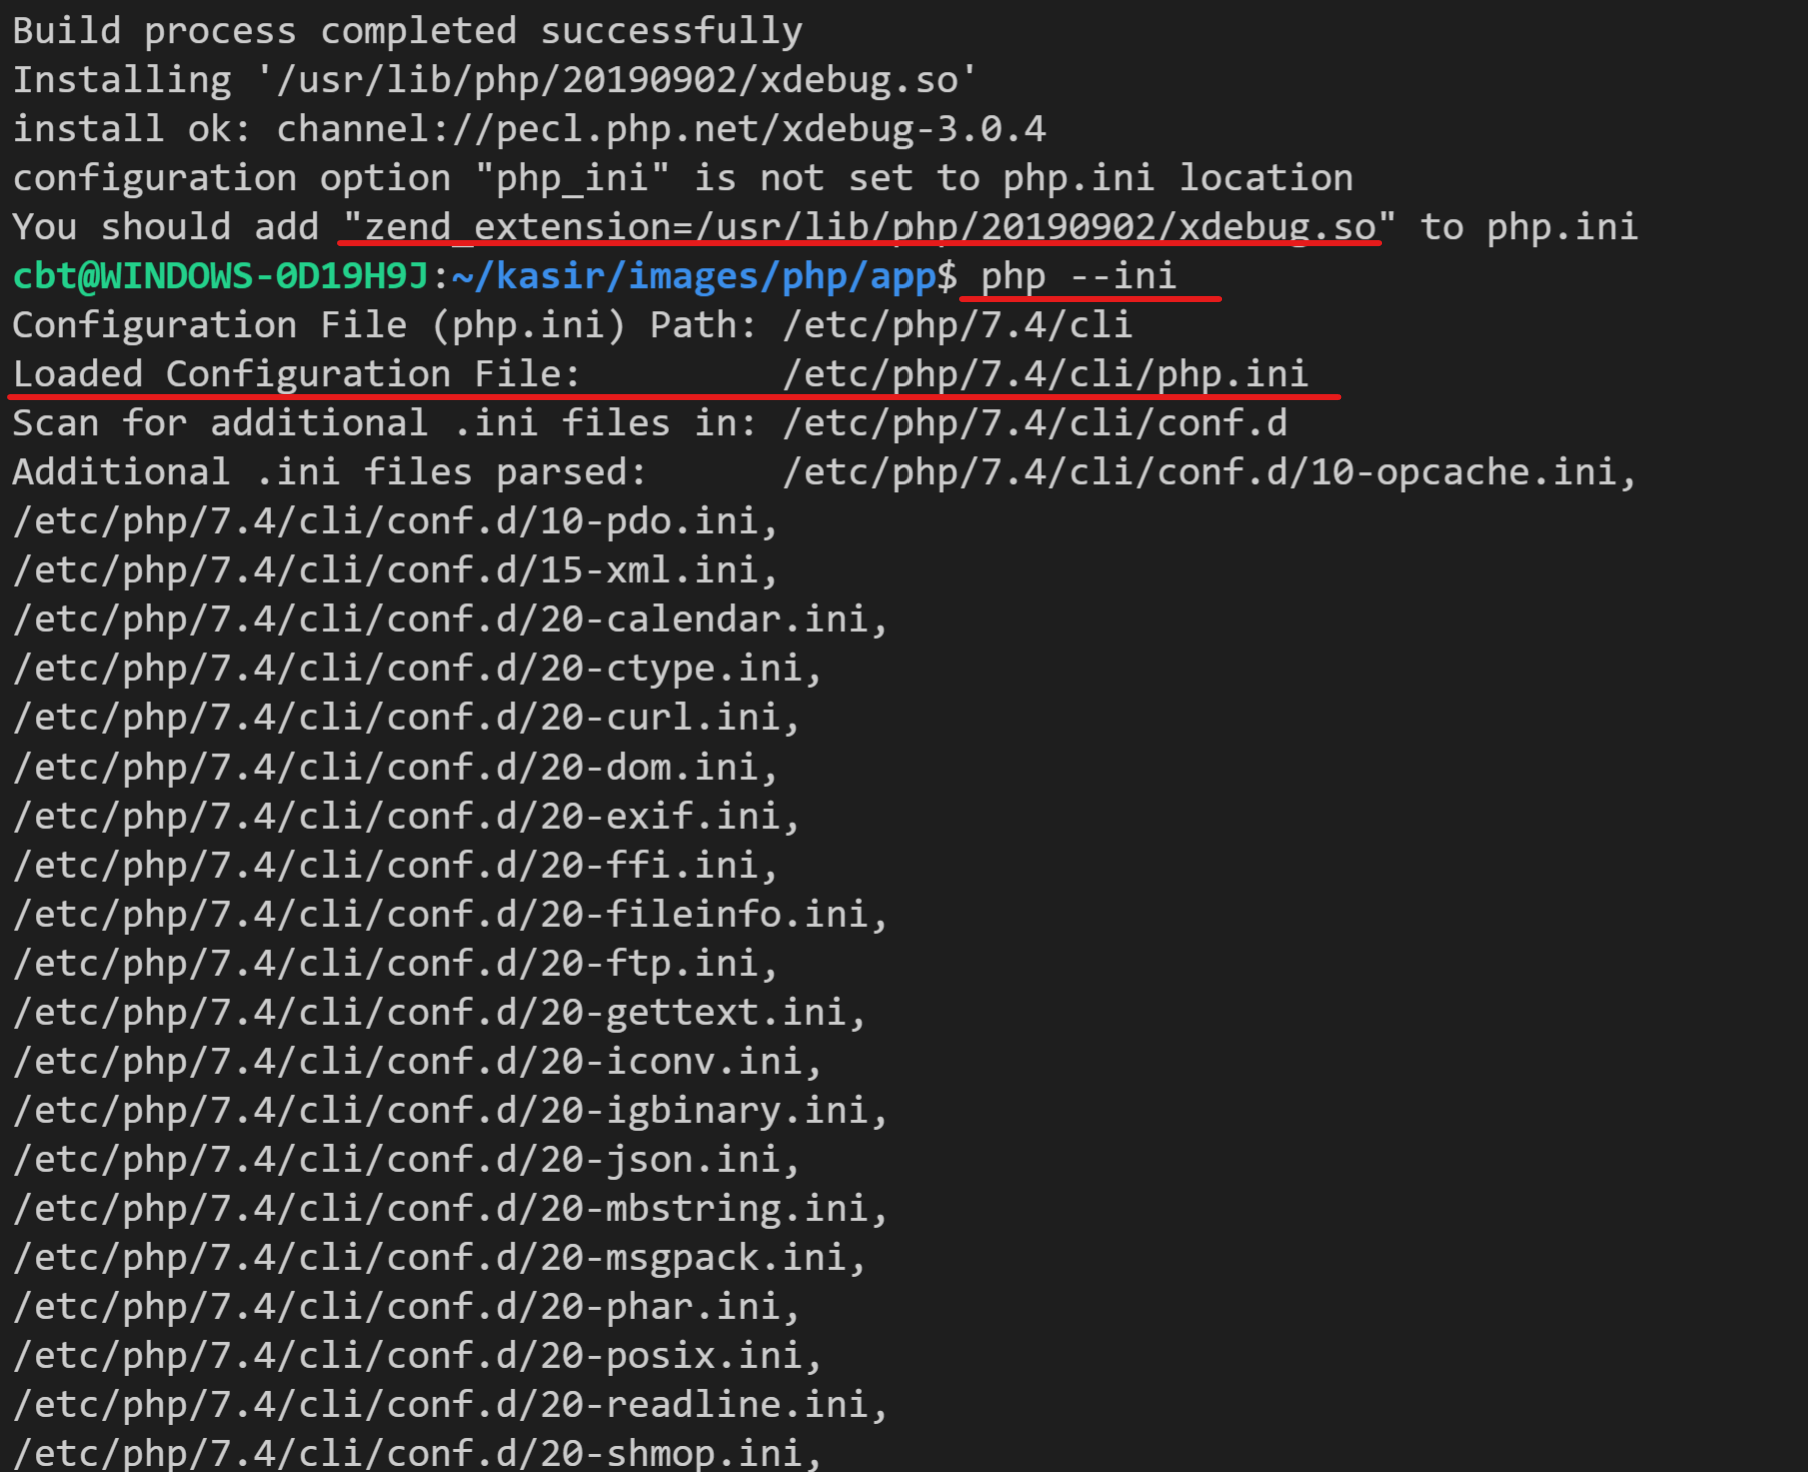 Build process completed successfully
Installing '/usr/lib/php/20190902/xdebug.so'
install ok: channel://pecl.php.net/xdebug-3.0.4
configuration option "php_ini" is not set to php.ini location
You should add "zend_extension=/usr/lib/php/20190902/xdebug.so" to php.ini
cbt@WINDOWS-0D19H9J:~/kasir/images/php/app$ php --ini
Configuration File (php.ini) Path: /etc/php/7.4/cli
Loaded Configuration File:         /etc/php/7.4/cli/php.ini
Scan for additional .ini files in: /etc/php/7.4/cli/conf.d
Additional .ini files parsed:      /etc/php/7.4/cli/conf.d/10-opcache.ini,
/etc/php/7.4/cli/conf.d/10-pdo.ini,
/etc/php/7.4/cli/conf.d/15-xml.ini,
/etc/php/7.4/cli/conf.d/20-calendar.ini,
/etc/php/7.4/cli/conf.d/20-ctype.ini,
/etc/php/7.4/cli/conf.d/20-curl.ini,
/etc/php/7.4/cli/conf.d/20-dom.ini,
/etc/php/7.4/cli/conf.d/20-exif.ini,
/etc/php/7.4/cli/conf.d/20-ffi.ini,
/etc/php/7.4/cli/conf.d/20-fileinfo.ini,
/etc/php/7.4/cli/conf.d/20-ftp.ini,
/etc/php/7.4/cli/conf.d/20-gettext.ini,
/etc/php/7.4/cli/conf.d/20-iconv.ini,
/etc/php/7.4/cli/conf.d/20-igbinary.ini,
/etc/php/7.4/cli/conf.d/20-json.ini,
/etc/php/7.4/cli/conf.d/20-mbstring.ini,
/etc/php/7.4/cli/conf.d/20-msgpack.ini,
/etc/php/7.4/cli/conf.d/20-phar.ini,
/etc/php/7.4/cli/conf.d/20-posix.ini,
/etc/php/7.4/cli/conf.d/20-readline.ini,
/etc/php/7.4/cli/conf.d/20-shmop.ini,